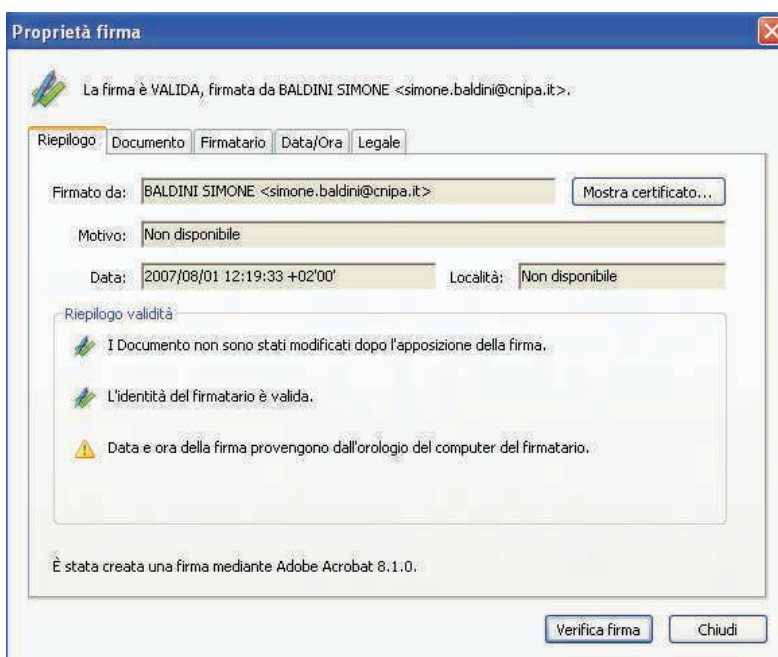 Proprietà firma
La firma è VALIDA, firmata da BALDINI SIMONE <simone.baldini@cnipa.it>.
Riepilogo Documento Firmatario Data/Ora Legale
Firmato da: BALDINI SIMONE <simone.baldini@cnipa.it> Mostra certificato...
Motivo: Non disponibile
Data: 2007/08/01 12:19:33 +02'00' Località: Non disponibile
Riepilogo validità
I Documento non sono stati modificati dopo l'apposizione della firma.
L'identità del firmatario è valida.
Data e ora della firma provengono dall'orologio del computer del firmatario.
È stata creata una firma mediante Adobe Acrobat 8.1.0.
Verifica firma Chiudi